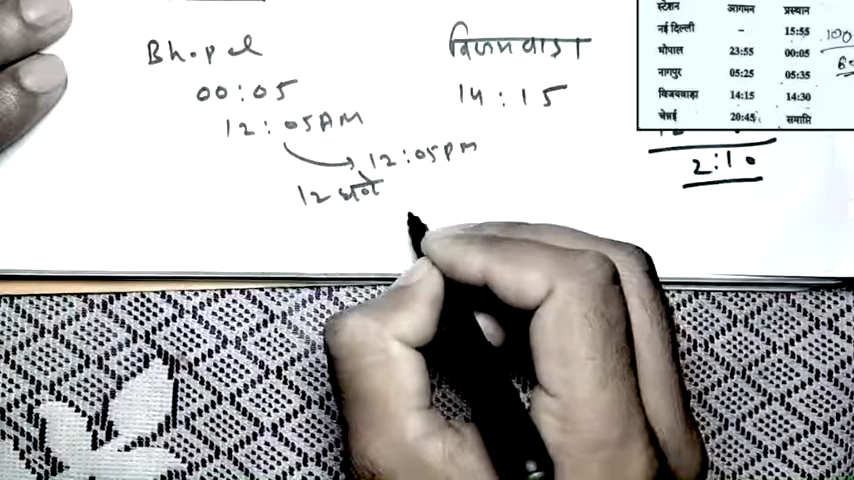 Bhopal
00:05
12:05AM
12:05PM
12 घन्टे
विजयवाड़ा
14:15
स्टेशन आगमन प्रस्थान
नई दिल्ली – 15:55
भोपाल 23:55 00:05
नागपुर 05:25 05:35
विजयवाड़ा 14:15 14:30
चेन्नई 20:45 समाप्ति
100
2:10